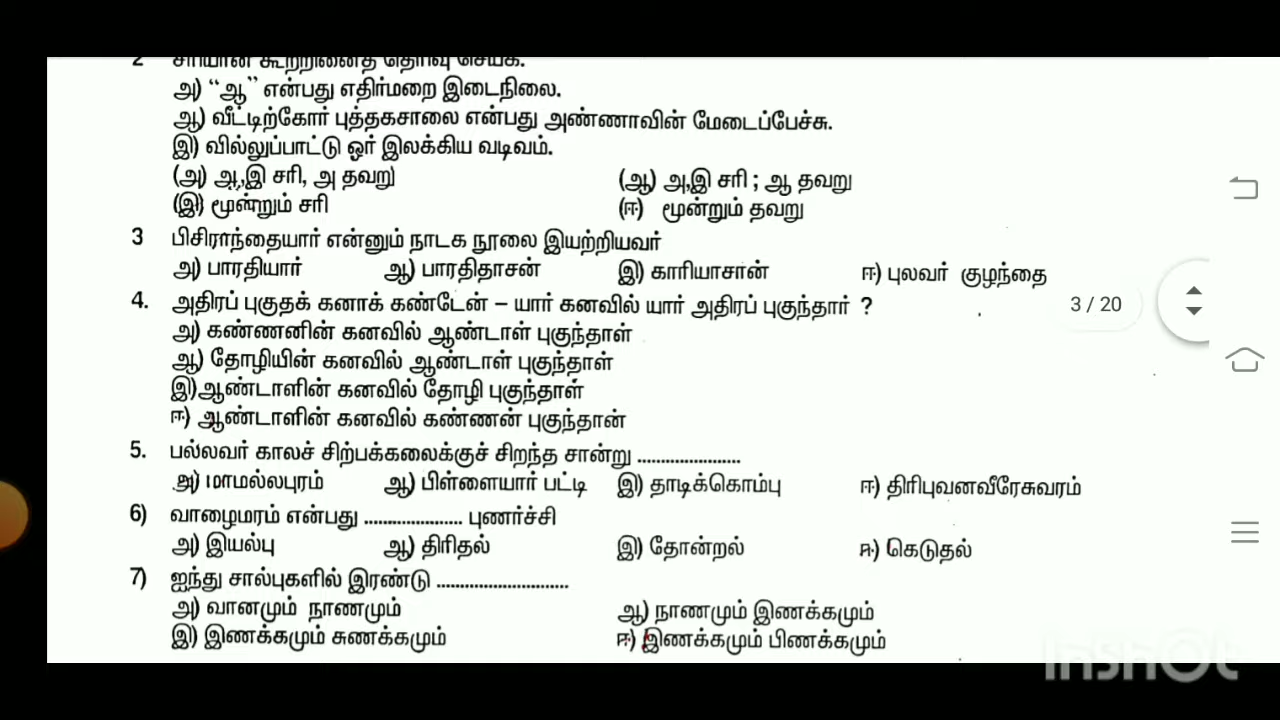 2 சரியான கூற்றினைத் தெரிவு செய்க.
அ) “ஆ” என்பது எதிர்மறை இடைநிலை.
ஆ) வீட்டிற்கோர் புத்தகசாலை என்பது அண்ணாவின் மேடைப்பேச்சு.
இ) வில்லுப்பாட்டு ஓர் இலக்கிய வடிவம்.
(அ) ஆ,இ சரி, அ தவறு (ஆ) அ,இ சரி ; ஆ தவறு
(இ) மூன்றும் சரி (ஈ) மூன்றும் தவறு
3 பிசிராந்தையார் என்னும் நாடக நூலை இயற்றியவர்
அ) பாரதியார் ஆ) பாரதிதாசன் இ) காரியாசான் ஈ) புலவர் குழந்தை
4. அதிரப் புகுதக் கனாக் கண்டேன் – யார் கனவில் யார் அதிரப் புகுந்தார் ?
3 / 20
அ) கண்ணனின் கனவில் ஆண்டாள் புகுந்தாள்
ஆ) தோழியின் கனவில் ஆண்டாள் புகுந்தாள்
இ)ஆண்டாளின் கனவில் தோழி புகுந்தாள்
ஈ) ஆண்டாளின் கனவில் கண்ணன் புகுந்தான்
5. பல்லவர் காலச் சிற்பக்கலைக்குச் சிறந்த சான்று ......................
அ) மாமல்லபுரம் ஆ) பிள்ளையார் பட்டி இ) தாடிக்கொம்பு ஈ) திரிபுவனவீரேசுவரம்
6) வாழைமரம் என்பது ..................... புணர்ச்சி
அ) இயல்பு ஆ) திரிதல் இ) தோன்றல் ஈ) கெடுதல்
7) ஐந்து சால்புகளில் இரண்டு ............................
அ) வானமும் நாணமும் ஆ) நாணமும் இணக்கமும்
இ) இணக்கமும் சுணக்கமும் ஈ) இணக்கமும் பிணக்கமும்
InShOt